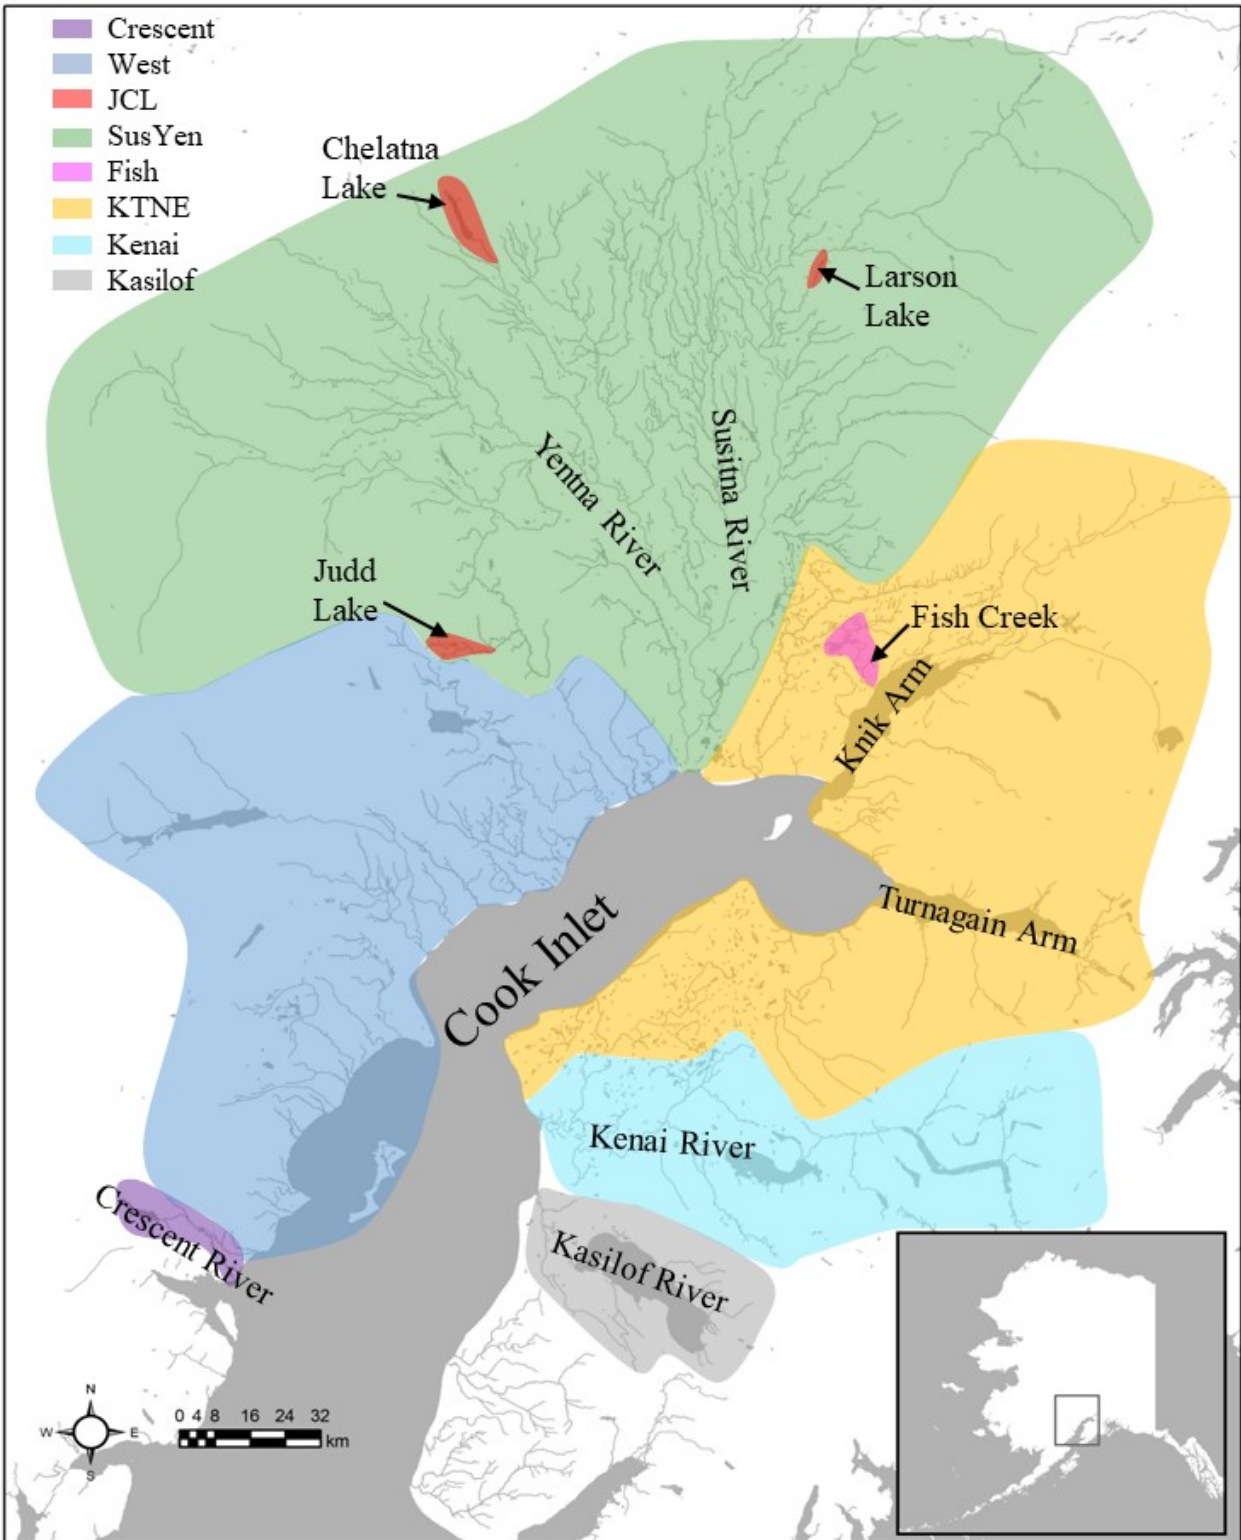 Crescent
West
JCL
SusYen
Fish
KTNE
Kenai
Kasilof
Chelatna
Lake
Larson
Lake
Yentna River
Susitna River
Judd
Lake
Fish Creek
Knik Arm
Turnagain Arm
Cook Inlet
Kenai River
Crescent River
Kasilof River
N
W
E
S
0 4 8 16 24 32
km